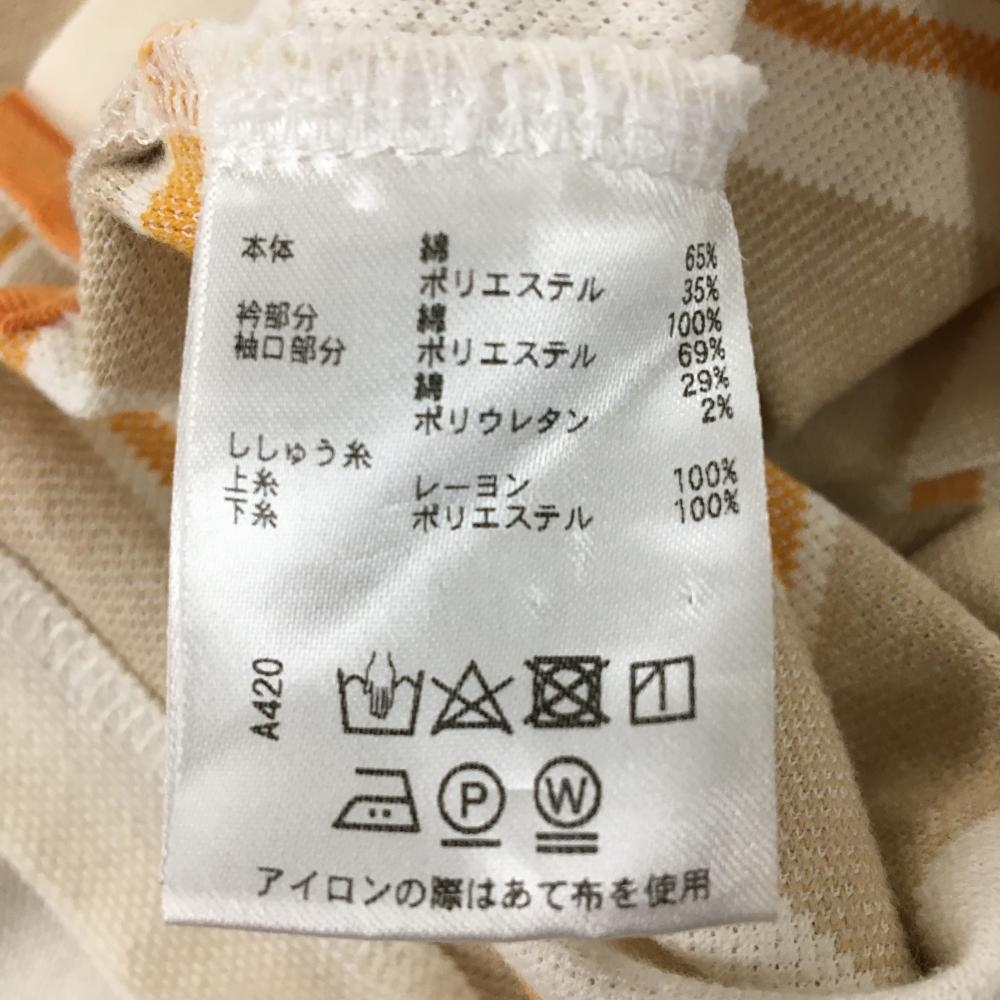 本体 綿 65%
ポリエステル 35%
衿部分 綿 100%
袖口部分 ポリエステル 69%
綿 29%
ポリウレタン 2%
ししゅう糸
上糸 レーヨン 100%
下糸 ポリエステル 100%
A420
P W
アイロンの際はあて布を使用